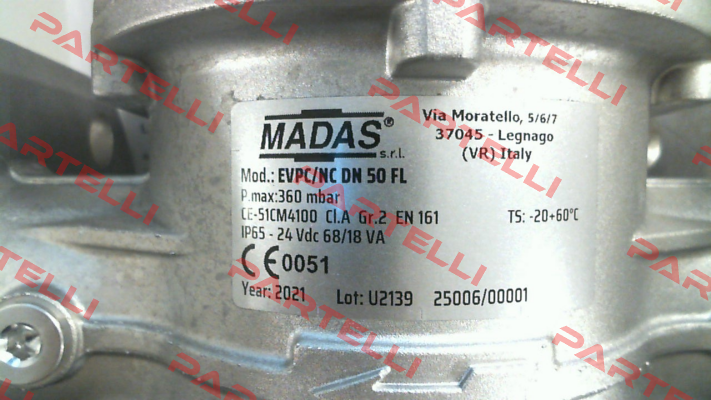 MADAS®
s.r.l.
Via Moratello, 5/6/7
37045 - Legnago
(VR) Italy
Mod.: EVPC/NC DN 50 FL
P.max:360 mbar
CE-51CM4100 Cl.A Gr.2 EN 161 TS: -20+60°C
IP65 - 24 Vdc 68/18 VA
CE 0051
Year: 2021 Lot: U2139 25006/00001
PARTELLI
PARTELLI
PARTELLI
PARTELLI
PARTELLI
PARTELLI